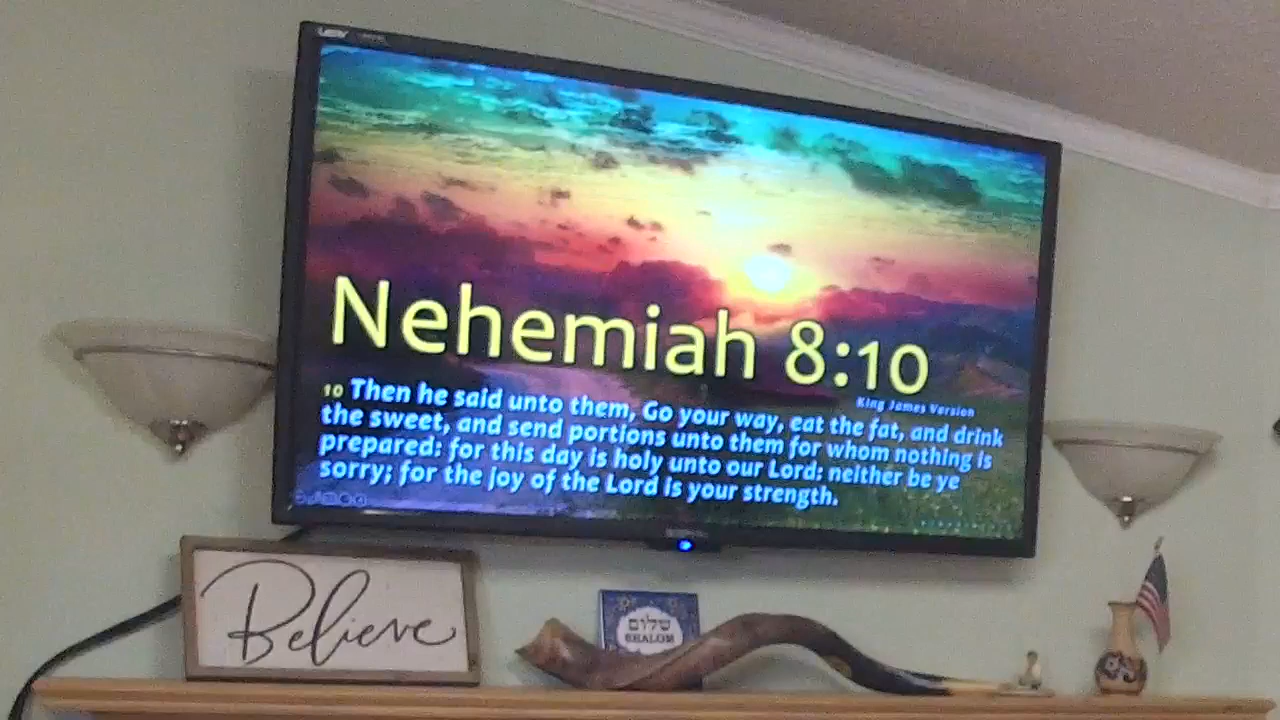 Nehemiah 8:10
King James Version
10 Then he said unto them, Go your way, eat the fat, and drink
the sweet, and send portions unto them for whom nothing is
prepared: for this day is holy unto our Lord: neither be ye
sorry; for the joy of the Lord is your strength.
Believe
שלום
SHALOM